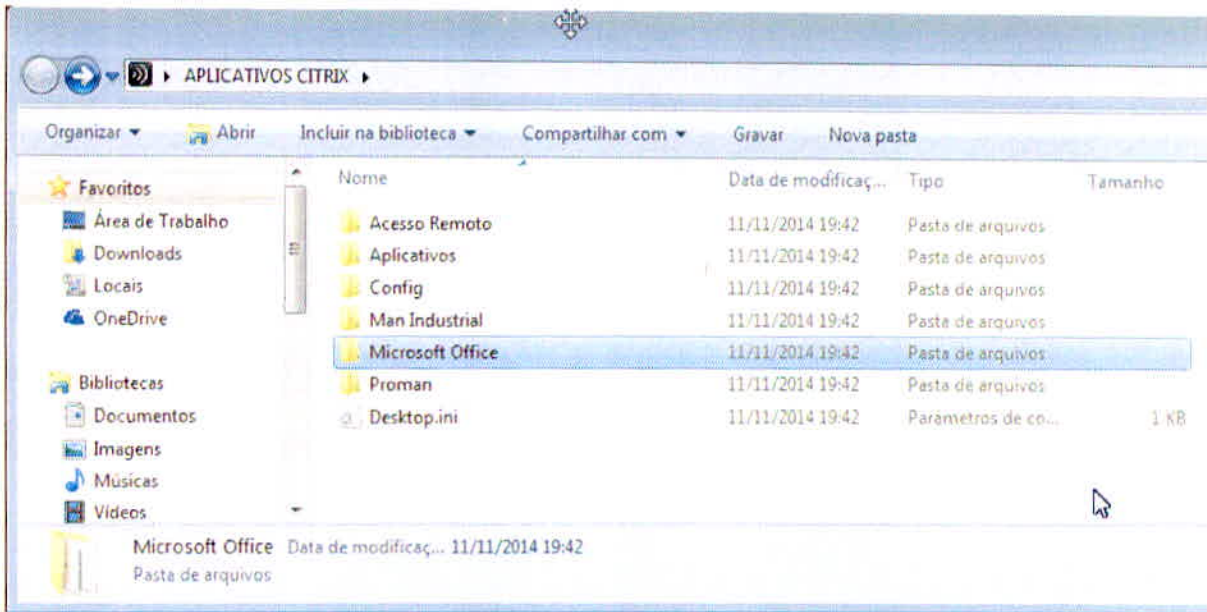 APLICATIVOS CITRIX
Organizar Abrir Incluir na biblioteca Compartilhar com Gravar Nova pasta
Favoritos
Área de Trabalho
Downloads
Locais
OneDrive
Bibliotecas
Documentos
Imagens
Músicas
Vídeos
Nome Data de modificaç... Tipo Tamanho
Acesso Remoto 11/11/2014 19:42 Pasta de arquivos
Aplicativos 11/11/2014 19:42 Pasta de arquivos
Config 11/11/2014 19:42 Pasta de arquivos
Man Industrial 11/11/2014 19:42 Pasta de arquivos
Microsoft Office 11/11/2014 19:42 Pasta de arquivos
Proman 11/11/2014 19:42 Pasta de arquivos
Desktop.ini 11/11/2014 19:42 Parâmetros de co... 1 KB
Microsoft Office Data de modificaç... 11/11/2014 19:42
Pasta de arquivos